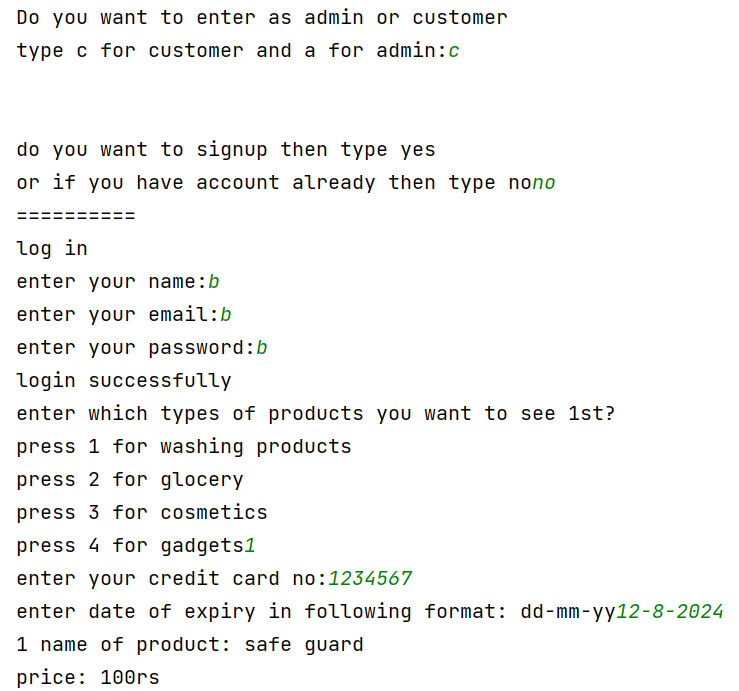 Do you want to enter as admin or customer
type c for customer and a for admin:c
do you want to signup then type yes
or if you have account already then type nono
==========
log in
enter your name:b
enter your email:b
enter your password:b
login successfully
enter which types of products you want to see 1st?
press 1 for washing products
press 2 for glocery
press 3 for cosmetics
press 4 for gadgets1
enter your credit card no:1234567
enter date of expiry in following format: dd-mm-yy12-8-2024
1 name of product: safe guard
price: 100rs